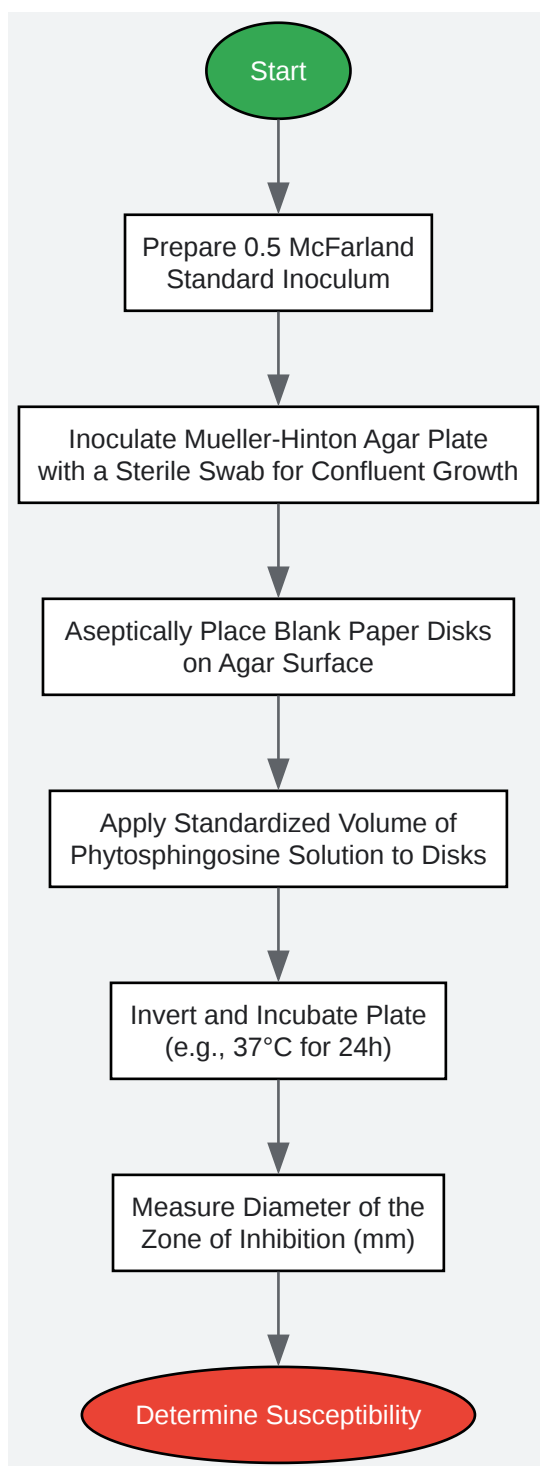 Start
Prepare 0.5 McFarland
Standard Inoculum
Inoculate Mueller-Hinton Agar Plate
with a Sterile Swab for Confluent Growth
Aseptically Place Blank Paper Disks
on Agar Surface
Apply Standardized Volume of
Phytosphingosine Solution to Disks
Invert and Incubate Plate
(e.g., 37°C for 24h)
Measure Diameter of the
Zone of Inhibition (mm)
Determine Susceptibility